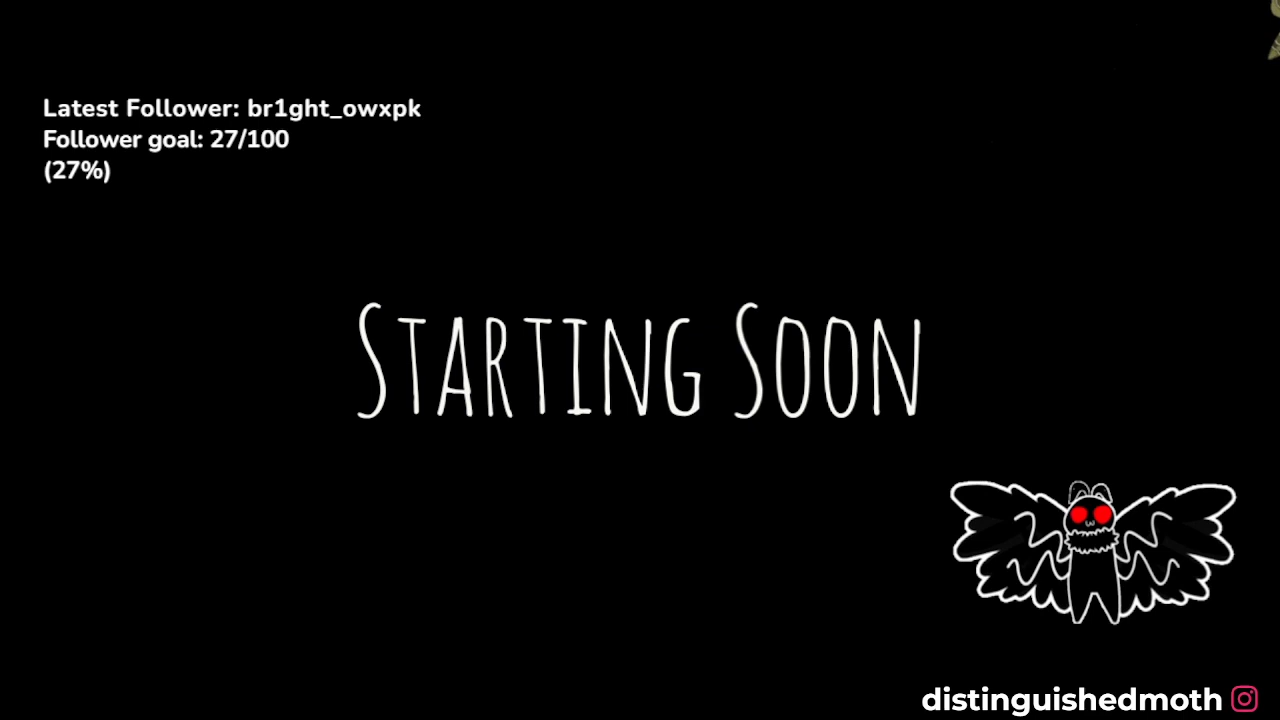 Latest Follower: br1ght_owxpk
Follower goal: 27/100
(27%)
Starting Soon
distinguishedmoth